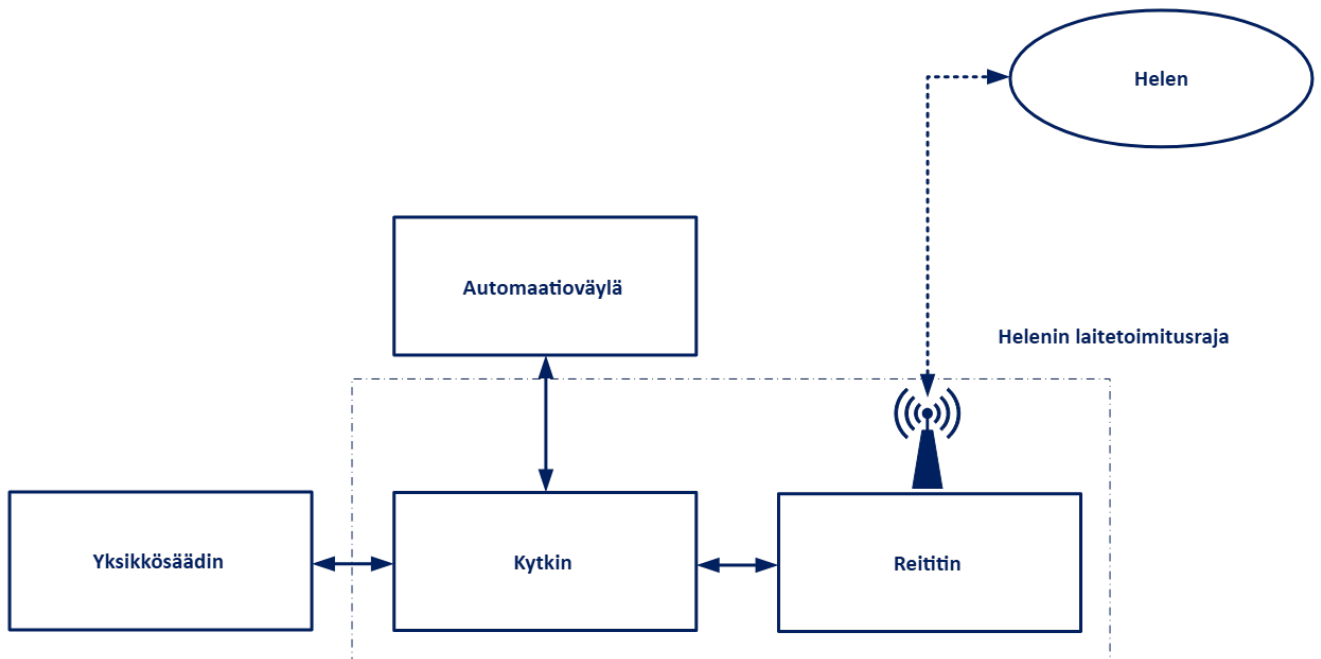 Helen
Automaatioväylä
Helenin laitetoimitusraja
Yksikkösäädin
Kytkin
Reititin